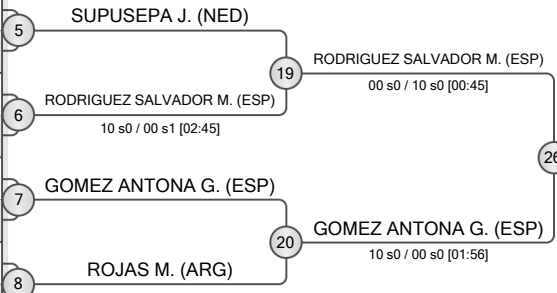 SUPUSEPA J. (NED)
5
19
RODRIGUEZ SALVADOR M. (ESP)
00 s0 / 10 s0 [00:45]
RODRIGUEZ SALVADOR M. (ESP)
6
10 s0 / 00 s1 [02:45]
26
GOMEZ ANTONA G. (ESP)
7
20
GOMEZ ANTONA G. (ESP)
10 s0 / 00 s0 [01:56]
ROJAS M. (ARG)
8